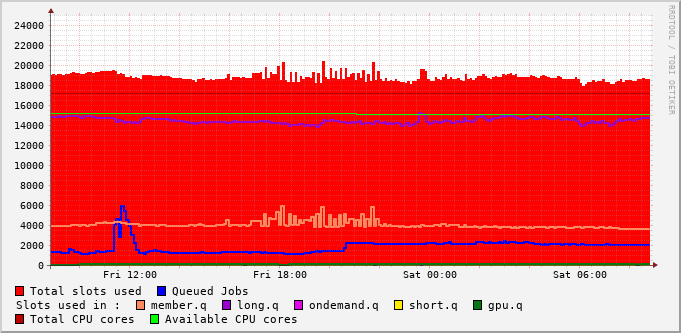 RRDTOOL / TOBI OETIKER
24000
22000
20000
18000
16000
14000
12000
10000
8000
6000
4000
2000
0
Fri 12:00 Fri 18:00 Sat 00:00 Sat 06:00
Total slots used Queued Jobs
Slots used in : member.q long.q ondemand.q short.q gpu.q
Total CPU cores Available CPU cores